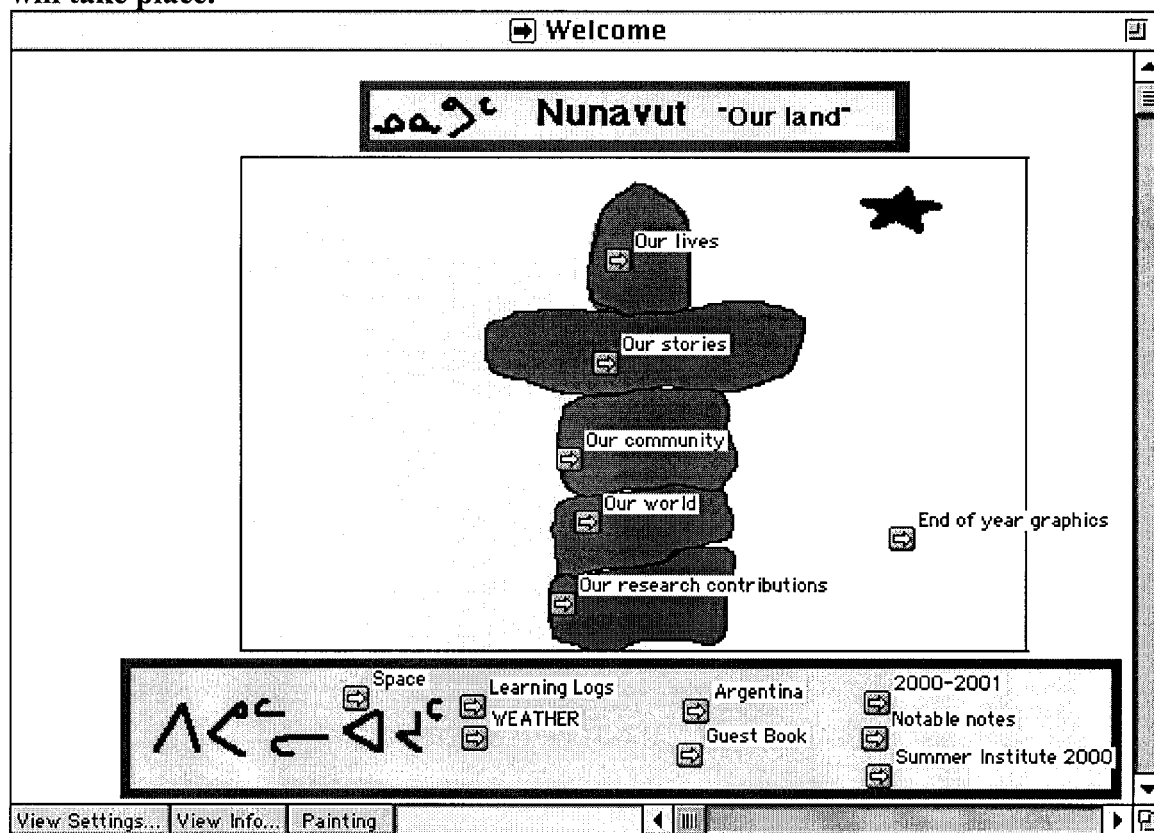 will take place.
Welcome
ᓄᓇᕗᑦ Nunavut "Our land"
Our lives
Our stories
Our community
Our world
End of year graphics
Our research contributions
Space
Learning Logs
WEATHER
Argentina
Guest Book
2000-2001
Notable notes
Summer Institute 2000
View Settings... View Info... Painting